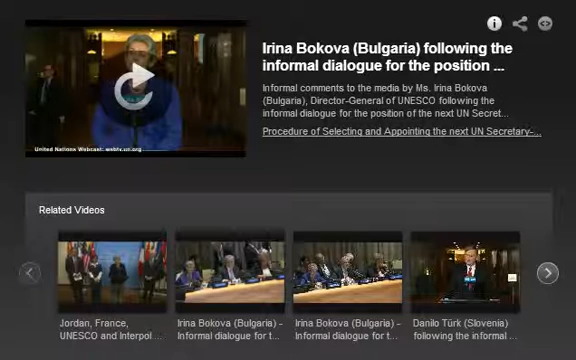 Irina Bokova (Bulgaria) following the
informal dialogue for the position ...
Informal comments to the media by Ms. Irina Bokova
(Bulgaria), Director-General of UNESCO following the
informal dialogue for the position of the next UN Secret...
Procedure of Selecting and Appointing the next UN Secretary-...
United Nations Webcast: webtv.un.org
Related Videos
Jordan, France,
UNESCO and Interpol ...
Irina Bokova (Bulgaria) -
Informal dialogue for t...
Irina Bokova (Bulgaria) -
Informal dialogue for t...
Danilo Türk (Slovenia)
following the informal ...